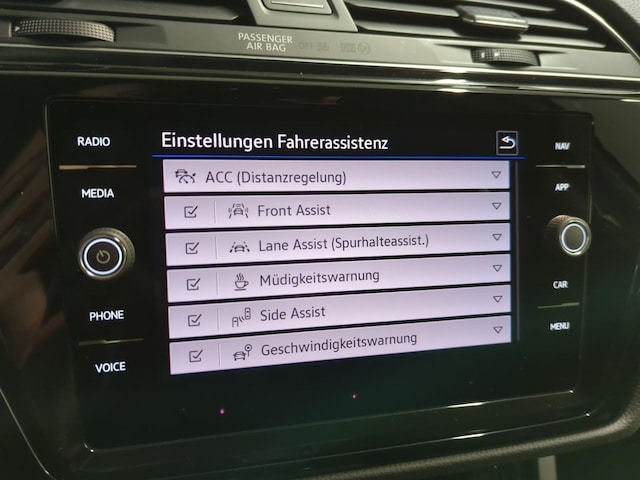 PASSENGER
AIR BAG
OFF
RADIO
Einstellungen Fahrerassistenz
NAV
ACC (Distanzregelung)
MEDIA
APP
Front Assist
Lane Assist (Spurhalteassist.)
Müdigkeitswarnung
CAR
PHONE
Side Assist
MENU
VOICE
Geschwindigkeitswarnung